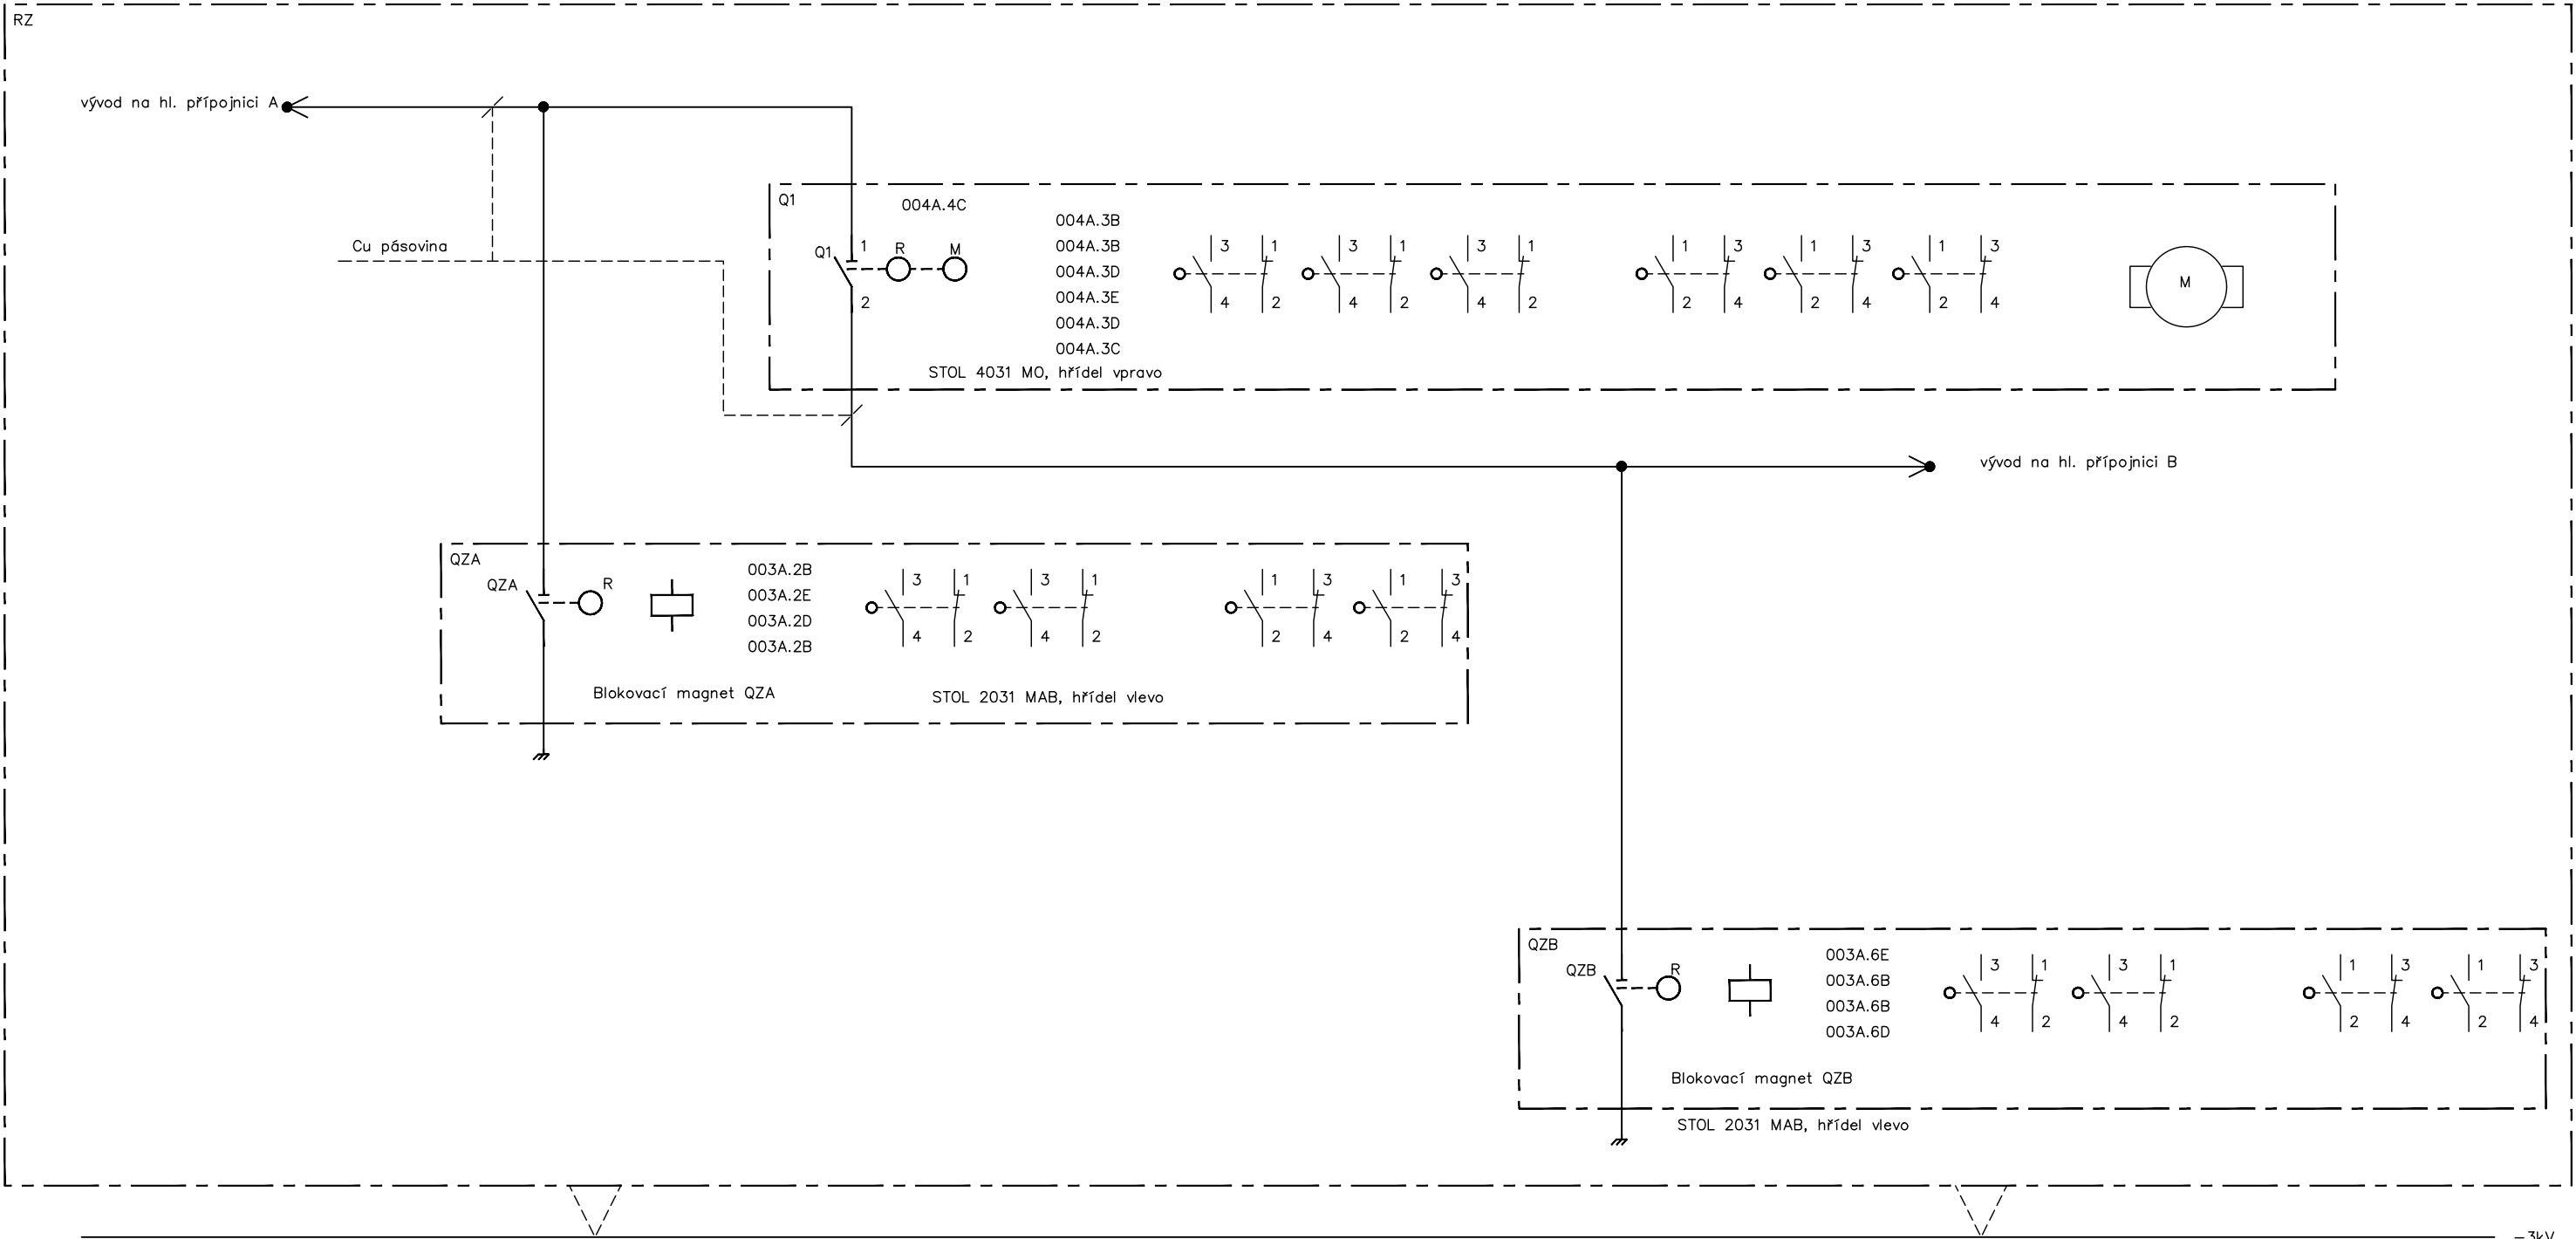 RZ
vývod na hl. přípojnici A
Q1
004A.4C
004A.3B
Cu pásovina
Q1
1
R
M
004A.3B
3 1 3 1 3 1 1 3 1 3 1 3
004A.3D
M
2
004A.3E
4 2 4 2 4 2 2 4 2 4 2 4
004A.3D
004A.3C
STOL 4031 MO, hřídel vpravo
vývod na hl. přípojnici B
QZA
QZA
R
003A.2B
3 1 3 1 1 3 1 3
003A.2E
003A.2D
4 2 4 2 2 4 2 4
003A.2B
Blokovací magnet QZA
STOL 2031 MAB, hřídel vlevo
QZB
QZB
R
003A.6E
3 1 3 1 1 3 1 3
003A.6B
003A.6B
4 2 4 2 2 4 2 4
003A.6D
Blokovací magnet QZB
STOL 2031 MAB, hřídel vlevo
−3kV